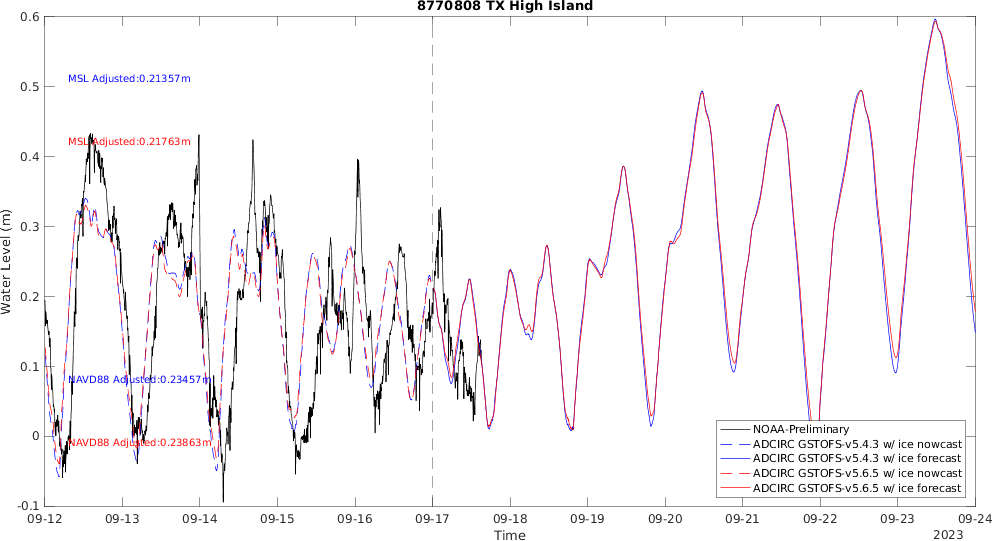 8770808 TX High Island
0.6
0.5
0.4
0.3
0.2
0.1
0
-0.1
Water Level (m)
MSL Adjusted:0.21357m
MSL Adjusted:0.21763m
NAVD88 Adjusted:0.23457m
NAVD88 Adjusted:0.23863m
NOAA-Preliminary
ADCIRC GSTOFS-v5.4.3 w/ ice nowcast
ADCIRC GSTOFS-v5.4.3 w/ ice forecast
ADCIRC GSTOFS-v5.6.5 w/ ice nowcast
ADCIRC GSTOFS-v5.6.5 w/ ice forecast
09-12 09-13 09-14 09-15 09-16 09-17 09-18 09-19 09-20 09-21 09-22 09-23 09-24
Time
2023